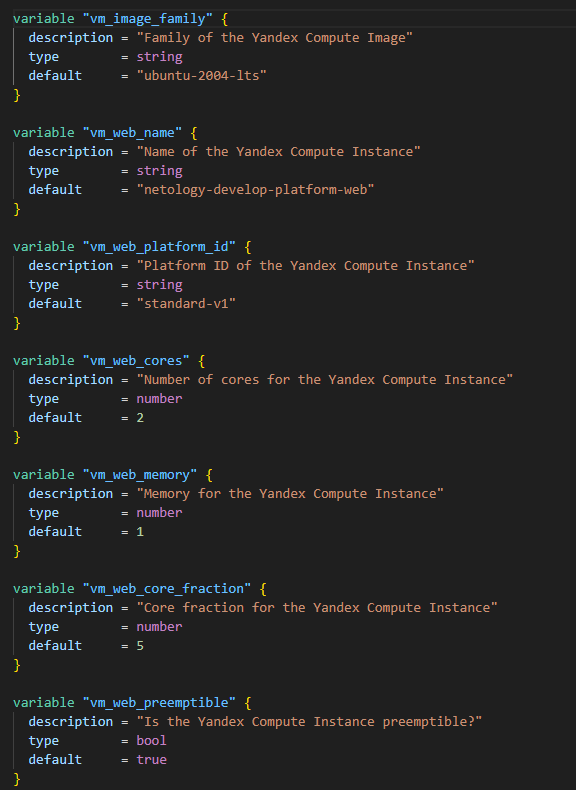 variable "vm_image_family" {
  description = "Family of the Yandex Compute Image"
  type        = string
  default     = "ubuntu-2004-lts"
}

variable "vm_web_name" {
  description = "Name of the Yandex Compute Instance"
  type        = string
  default     = "netology-develop-platform-web"
}

variable "vm_web_platform_id" {
  description = "Platform ID of the Yandex Compute Instance"
  type        = string
  default     = "standard-v1"
}

variable "vm_web_cores" {
  description = "Number of cores for the Yandex Compute Instance"
  type        = number
  default     = 2
}

variable "vm_web_memory" {
  description = "Memory for the Yandex Compute Instance"
  type        = number
  default     = 1
}

variable "vm_web_core_fraction" {
  description = "Core fraction for the Yandex Compute Instance"
  type        = number
  default     = 5
}

variable "vm_web_preemptible" {
  description = "Is the Yandex Compute Instance preemptible?"
  type        = bool
  default     = true
}